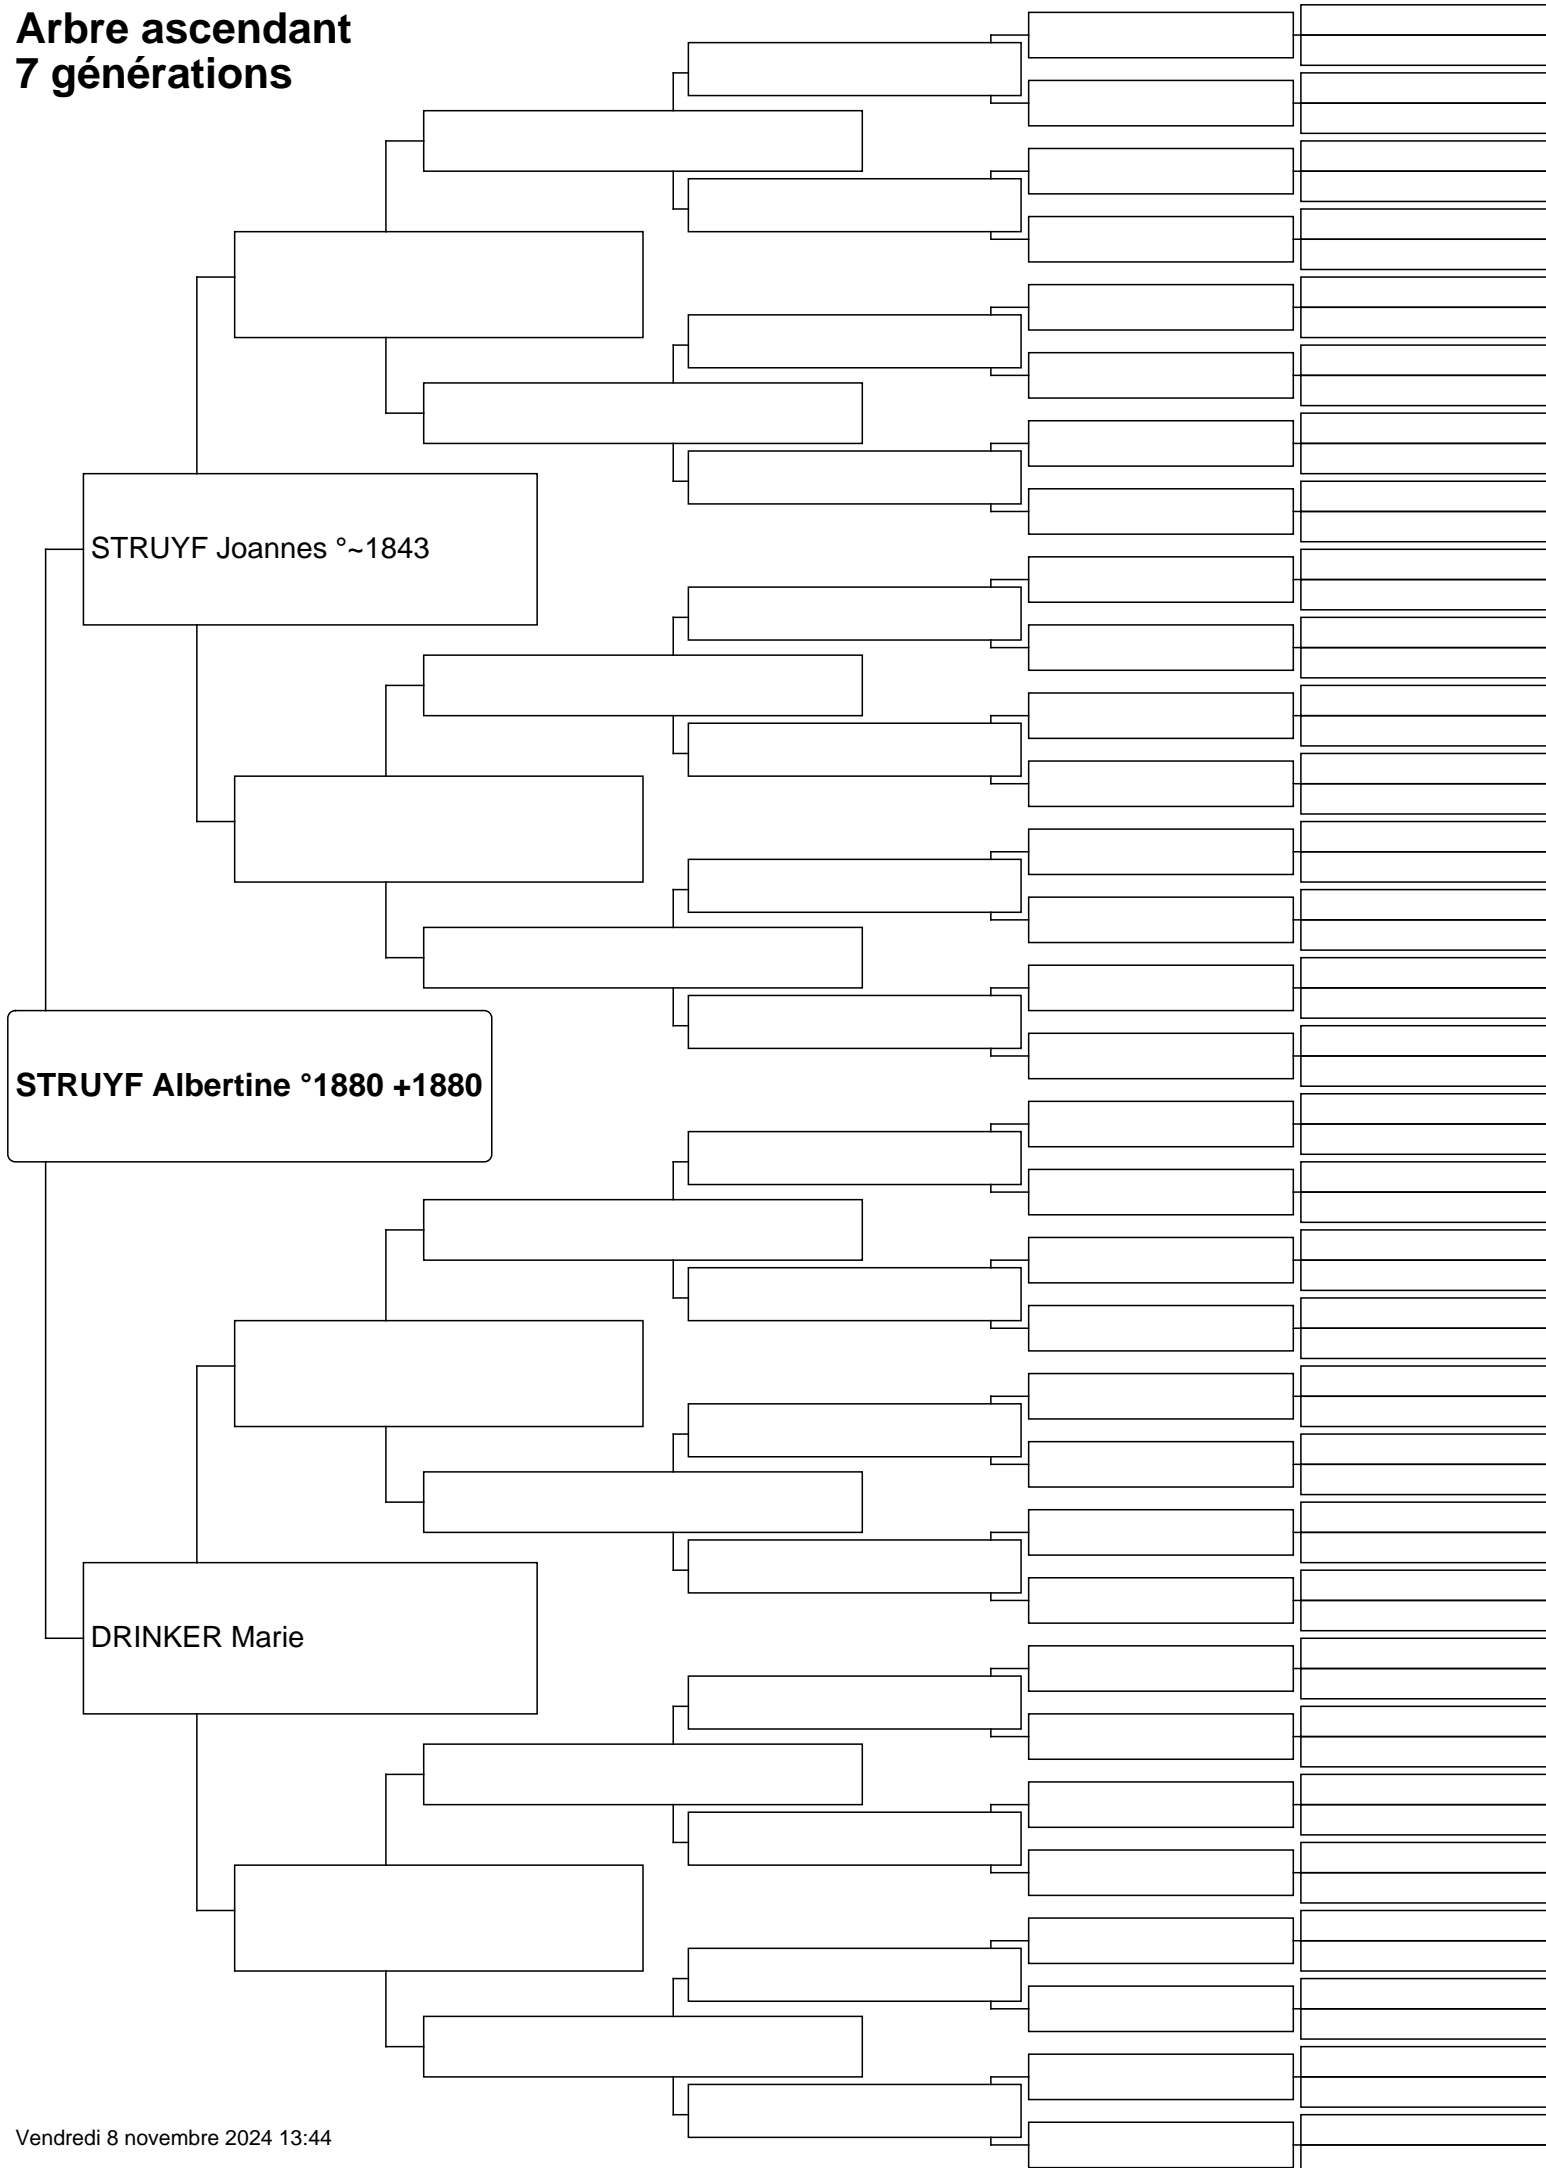 Arbre ascendant
7 générations
STRUYF Joannes °~1843
STRUYF Albertine °1880 +1880
DRINKER Marie
Vendredi 8 novembre 2024 13:44